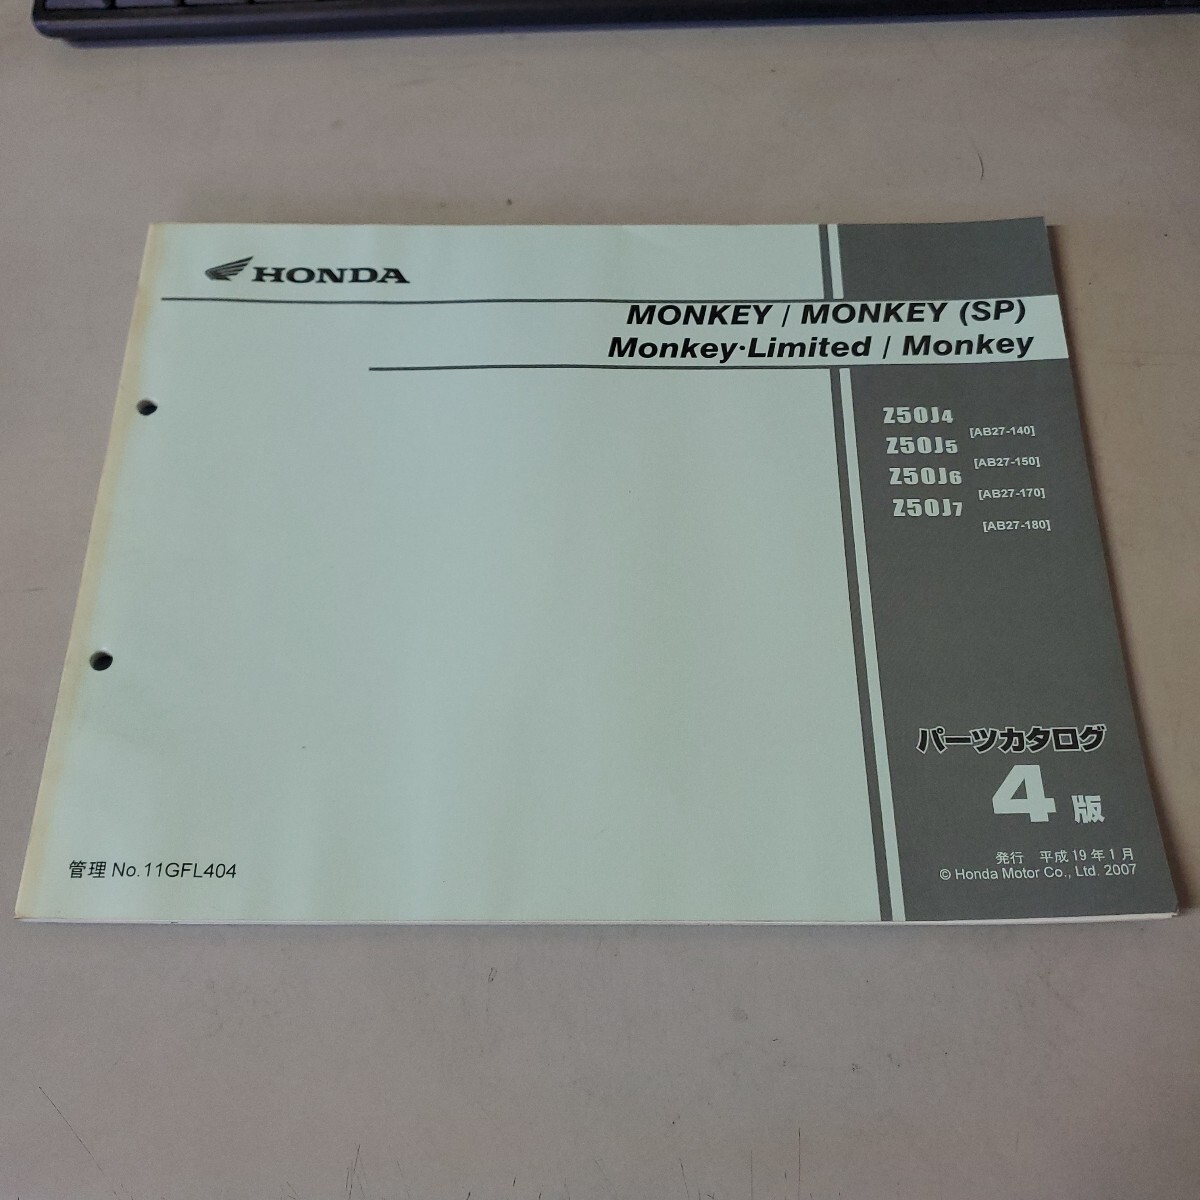 HONDA
MONKEY / MONKEY (SP)
Monkey･Limited / Monkey
Z50J4 [AB27-140]
Z50J5 [AB27-150]
Z50J6 [AB27-170]
Z50J7 [AB27-180]
パーツカタログ
4版
発行 平成19年1月
© Honda Motor Co., Ltd. 2007
管理 No.11GFL404